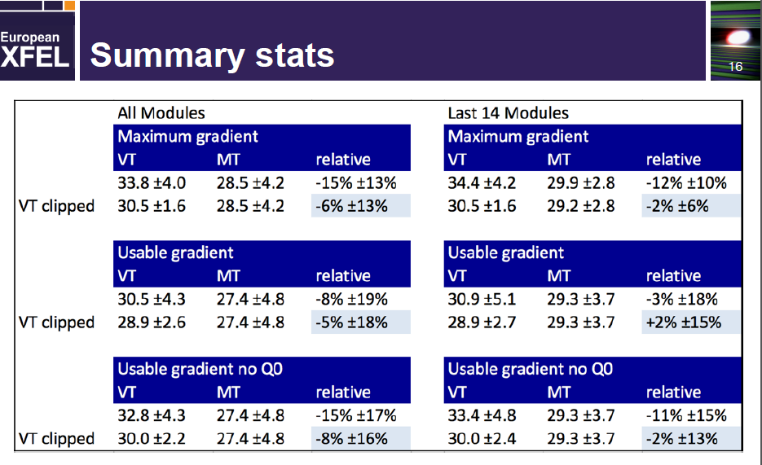 European
XFEL
Summary stats
16
All Modules
Maximum gradient
VT MT relative
33.8 ±4.0 28.5 ±4.2 -15% ±13%
VT clipped 30.5 ±1.6 28.5 ±4.2 -6% ±13%
Usable gradient
VT MT relative
30.5 ±4.3 27.4 ±4.8 -8% ±19%
VT clipped 28.9 ±2.6 27.4 ±4.8 -5% ±18%
Usable gradient no Q0
VT MT relative
32.8 ±4.3 27.4 ±4.8 -15% ±17%
VT clipped 30.0 ±2.2 27.4 ±4.8 -8% ±16%
Last 14 Modules
Maximum gradient
VT MT relative
34.4 ±4.2 29.9 ±2.8 -12% ±10%
30.5 ±1.6 29.2 ±2.8 -2% ±6%
Usable gradient
VT MT relative
30.9 ±5.1 29.3 ±3.7 -3% ±18%
28.9 ±2.7 29.3 ±3.7 +2% ±15%
Usable gradient no Q0
VT MT relative
33.4 ±4.8 29.3 ±3.7 -11% ±15%
30.0 ±2.4 29.3 ±3.7 -2% ±13%